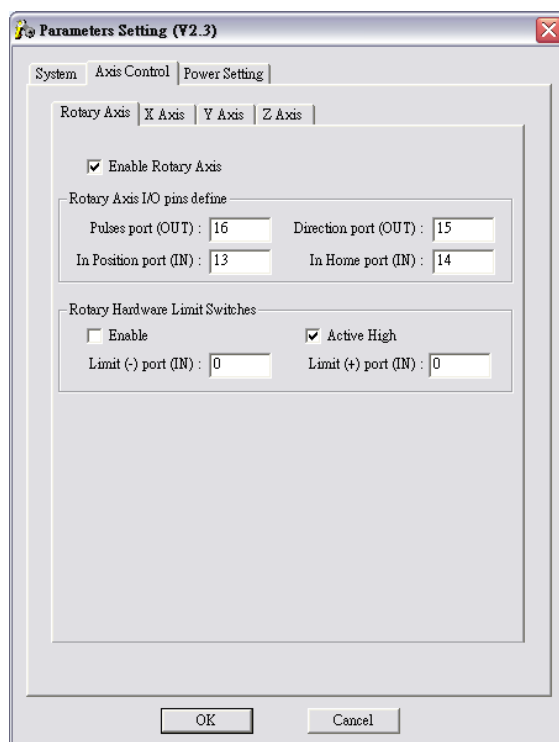 Parameters Setting (V2.3)
System Axis Control Power Setting
Rotary Axis X Axis Y Axis Z Axis
Enable Rotary Axis
Rotary Axis I/O pins define
Pulses port (OUT) : 16 Direction port (OUT) : 15
In Position port (IN) : 13 In Home port (IN) : 14
Rotary Hardware Limit Switches
Enable Active High
Limit (-) port (IN) : 0 Limit (+) port (IN) : 0
OK Cancel